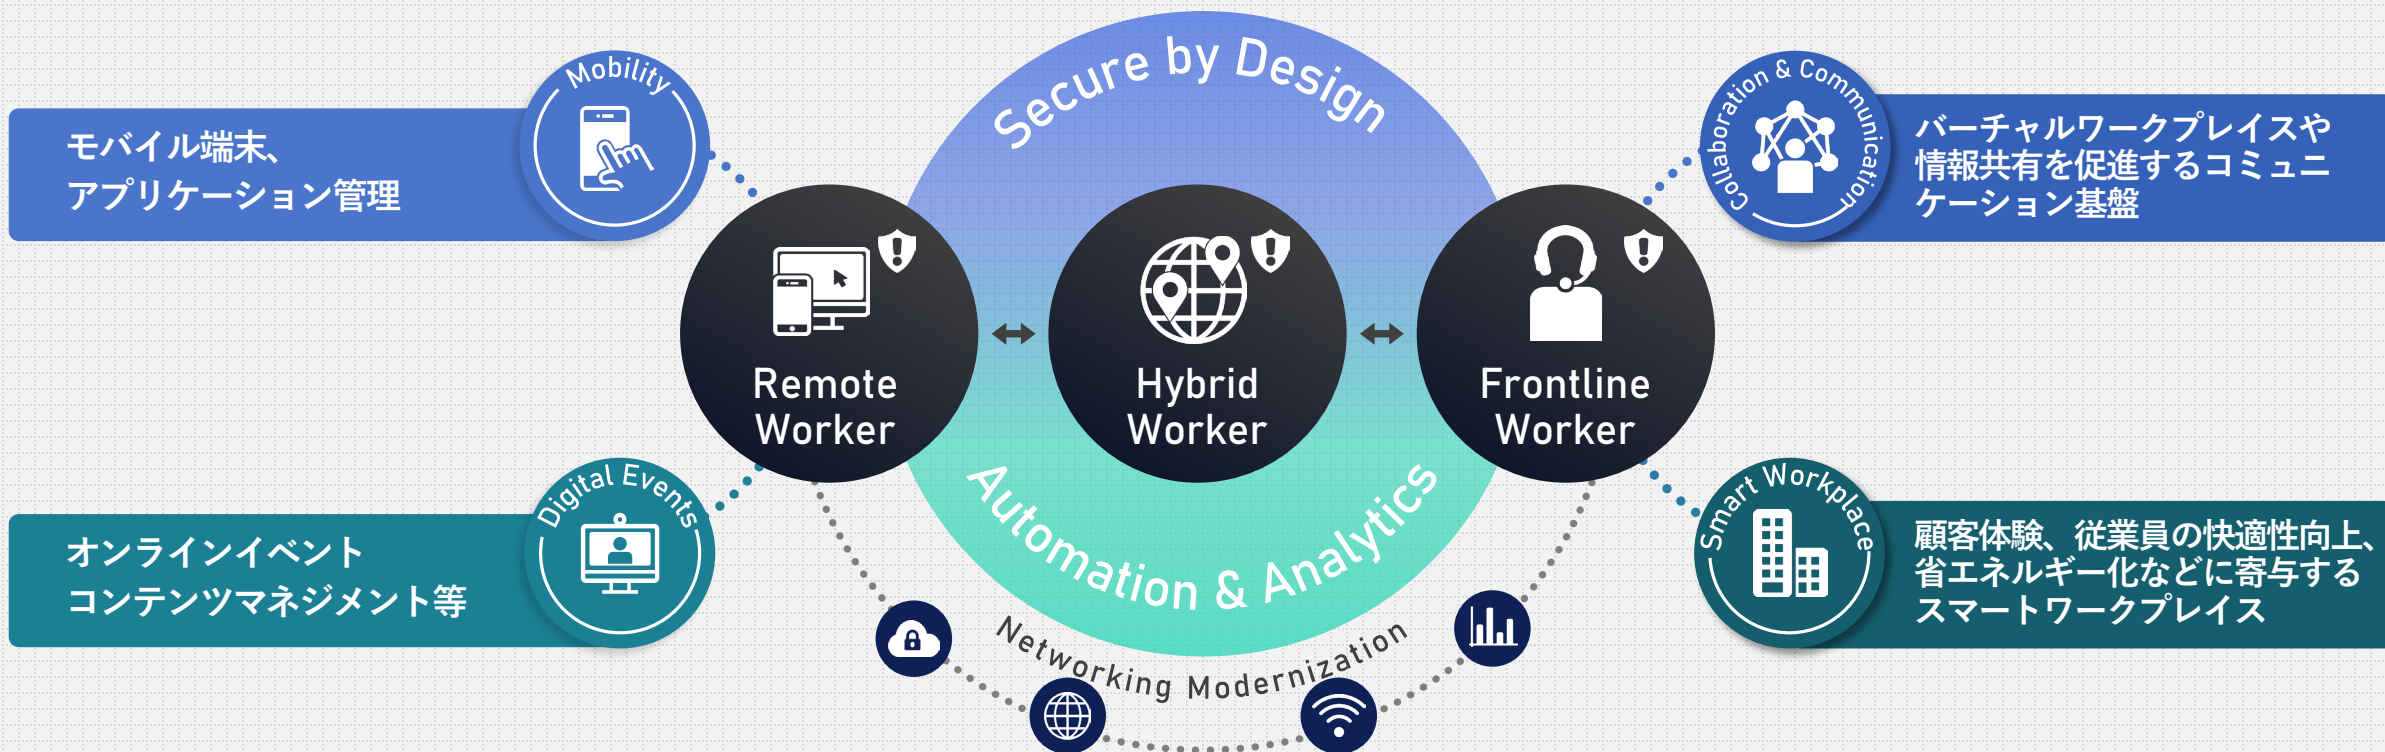 Secure by Design
Mobility
モバイル端末、
アプリケーション管理
Collaboration & Communication
バーチャルワークプレイスや
情報共有を促進するコミュニ
ケーション基盤
Remote
Worker
Hybrid
Worker
Frontline
Worker
Digital Events
オンラインイベント
コンテンツマネジメント等
Automation & Analytics
Smart Workplace
顧客体験、従業員の快適性向上、
省エネルギー化などに寄与する
スマートワークプレイス
Networking Modernization